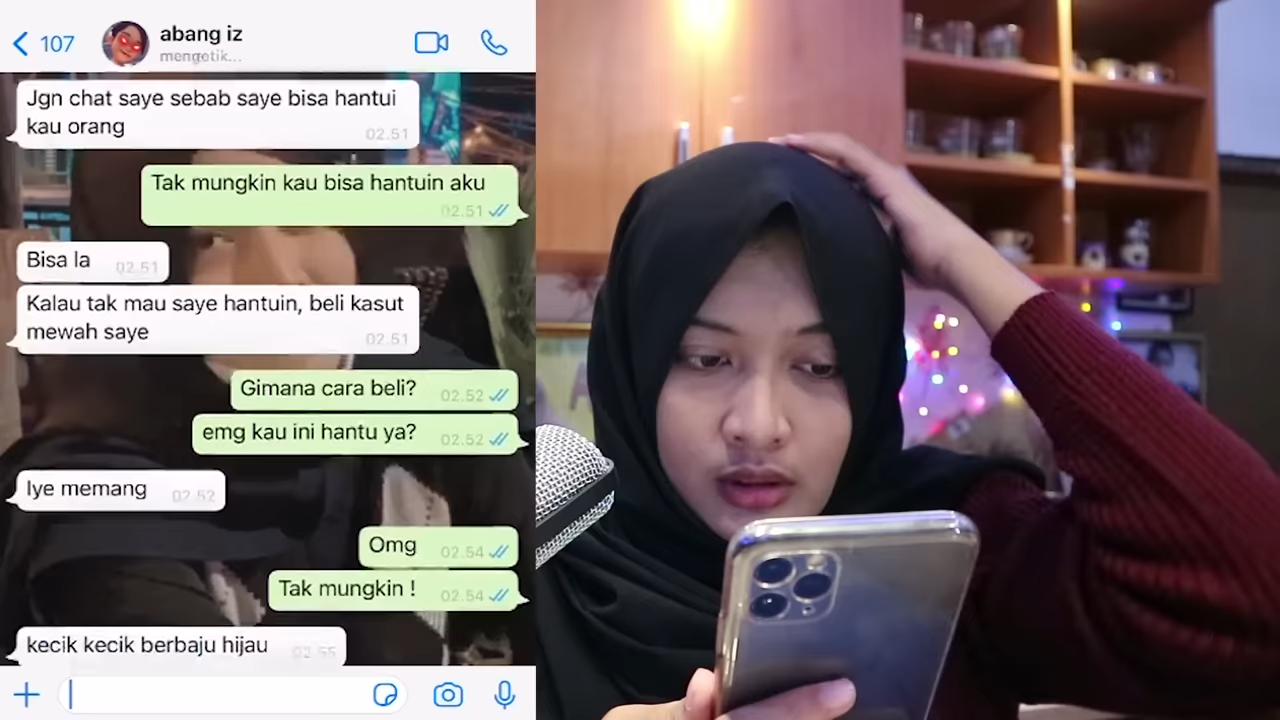 107
abang iz
mengetik...
Jgn chat saye sebab saye bisa hantui
kau orang
02.51
Tak mungkin kau bisa hantuin aku
02.51
Bisa la
02.51
Kalau tak mau saye hantuin, beli kasut
mewah saye
02.51
Gimana cara beli?
02.52
emg kau ini hantu ya?
02.52
Iye memang
02.52
Omg
02.54
Tak mungkin !
02.54
kecik kecik berbaju hijau
02.55